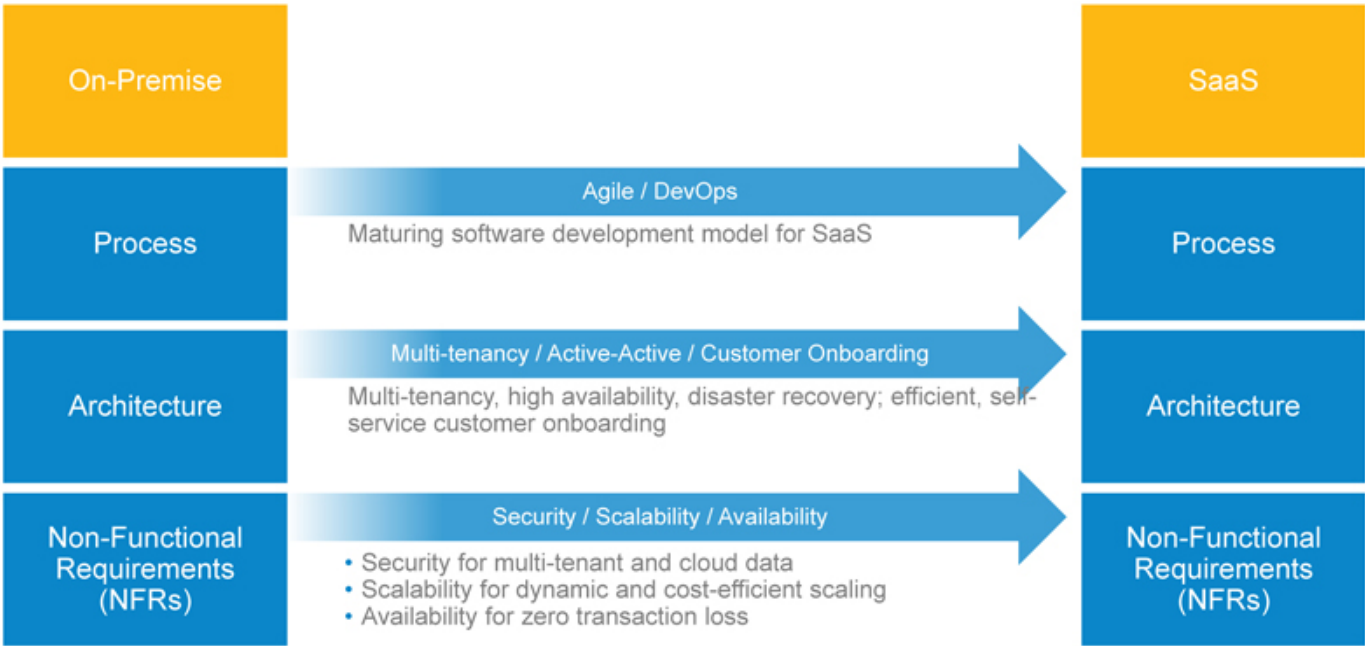 On-Premise
SaaS
Process
Agile / DevOps
Maturing software development model for SaaS
Process
Architecture
Multi-tenancy / Active-Active / Customer Onboarding
Multi-tenancy, high availability, disaster recovery; efficient, self-
service customer onboarding
Architecture
Non-Functional
Requirements
(NFRs)
Security / Scalability / Availability
• Security for multi-tenant and cloud data
• Scalability for dynamic and cost-efficient scaling
• Availability for zero transaction loss
Non-Functional
Requirements
(NFRs)